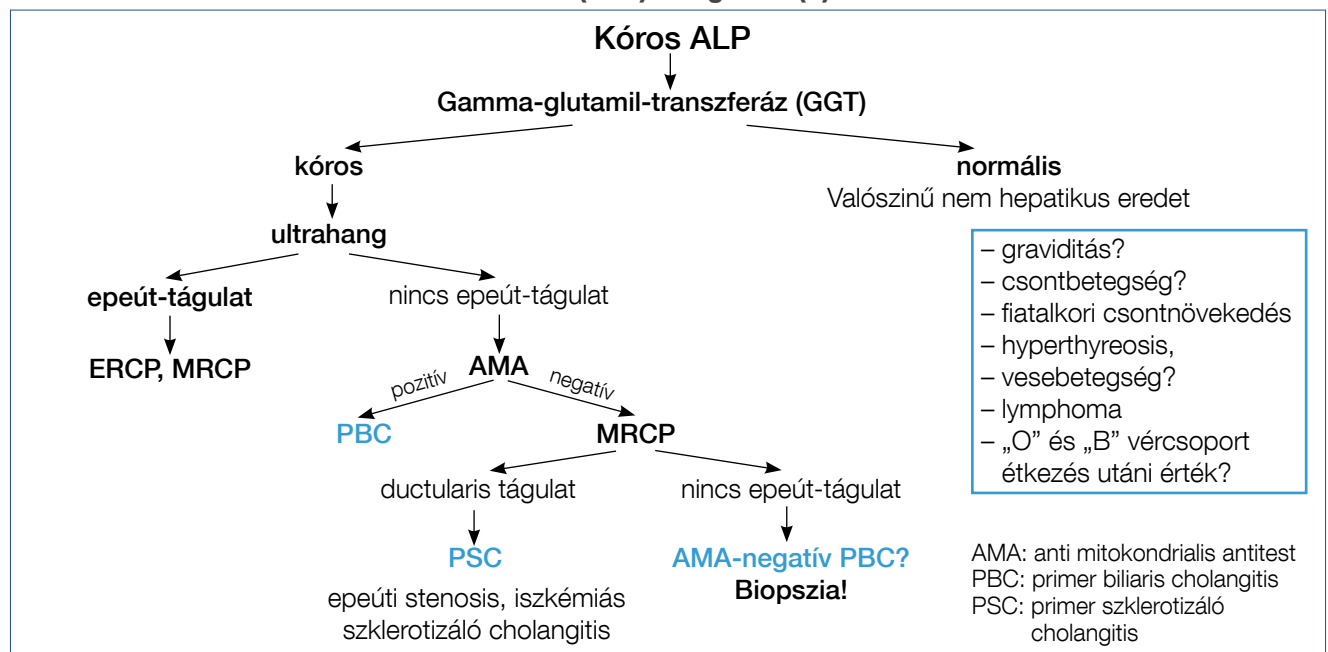 Kóros ALP
Gamma-glutamil-transzferáz (GGT)
kóros
normális
Valószinű nem hepatikus eredet
ultrahang
epeút-tágulat
nincs epeút-tágulat
ERCP, MRCP
AMA
pozitív
negatív
PBC
MRCP
ductularis tágulat
nincs epeút-tágulat
PSC
AMA-negatív PBC?
epeúti stenosis, iszkémiás
szklerotizáló cholangitis
Biopszia!
– graviditás?
– csontbetegség?
– fiatalkori csontnövekedés
– hyperthyreosis,
– vesebetegség?
– lymphoma
– „O” és „B” vércsoport
étkezés utáni érték?
AMA: anti mitokondrialis antitest
PBC: primer biliaris cholangitis
PSC: primer szklerotizáló
cholangitis